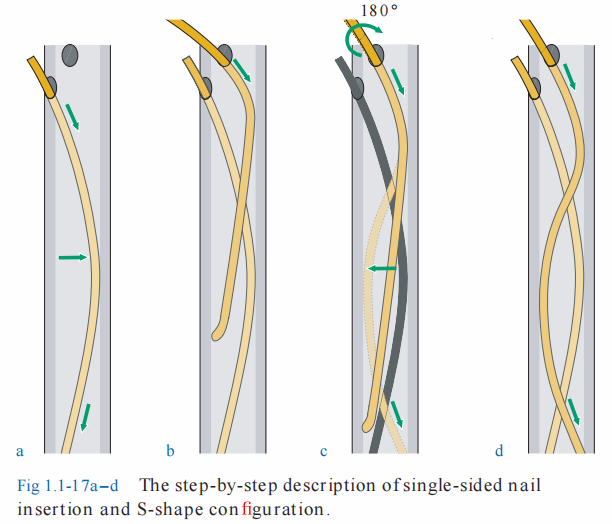 180°
a
b
c
d
Fig 1.1-17a–d The step-by-step description of single-sided nail
insertion and S-shape configuration.